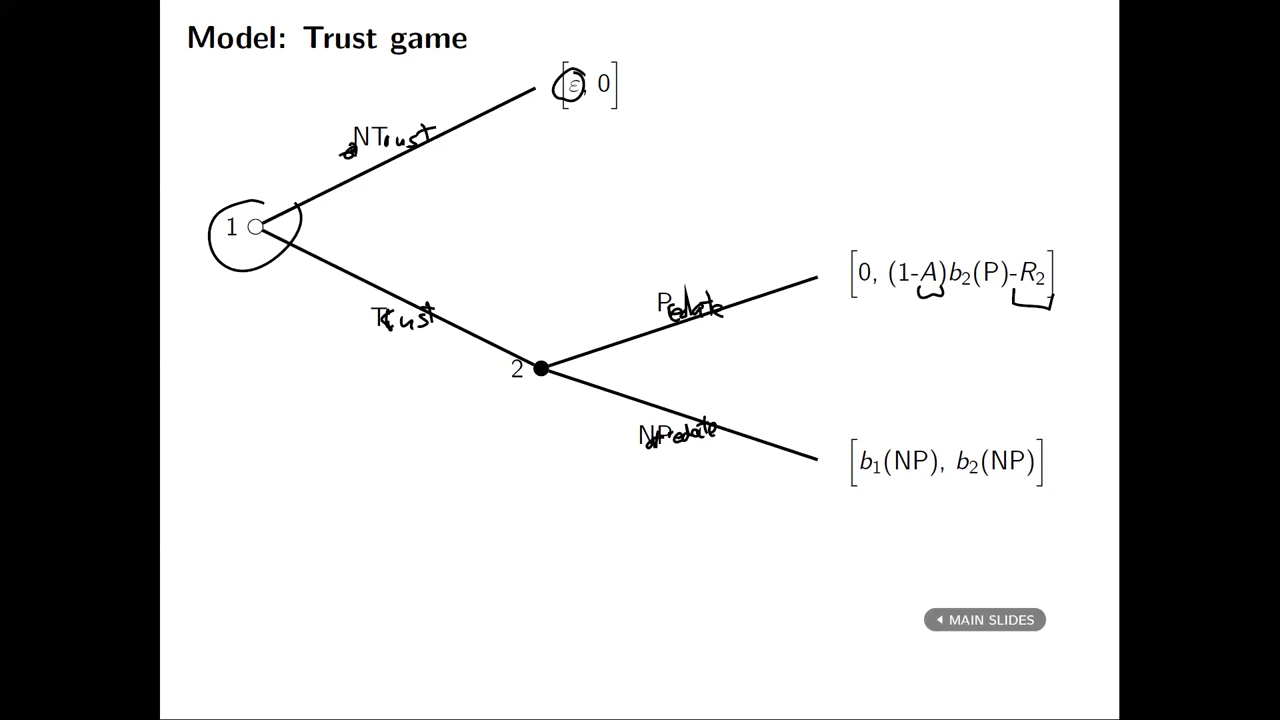 Model: Trust game
[ε, 0]
NTrust
1
Trust
[0, (1-A)b₂(P)-R₂]
Predate
2
NPredate
[b₁(NP), b₂(NP)]
MAIN SLIDES